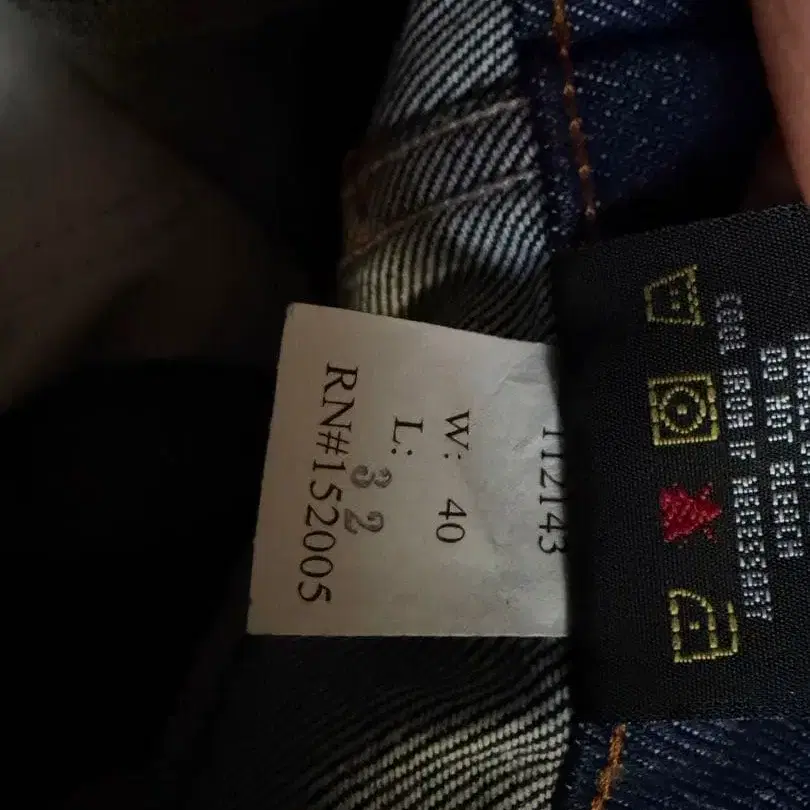 112143
W: 40
L: 32
RN#152005
DO NOT BLEACH
COOL IRON IF NECESSARY